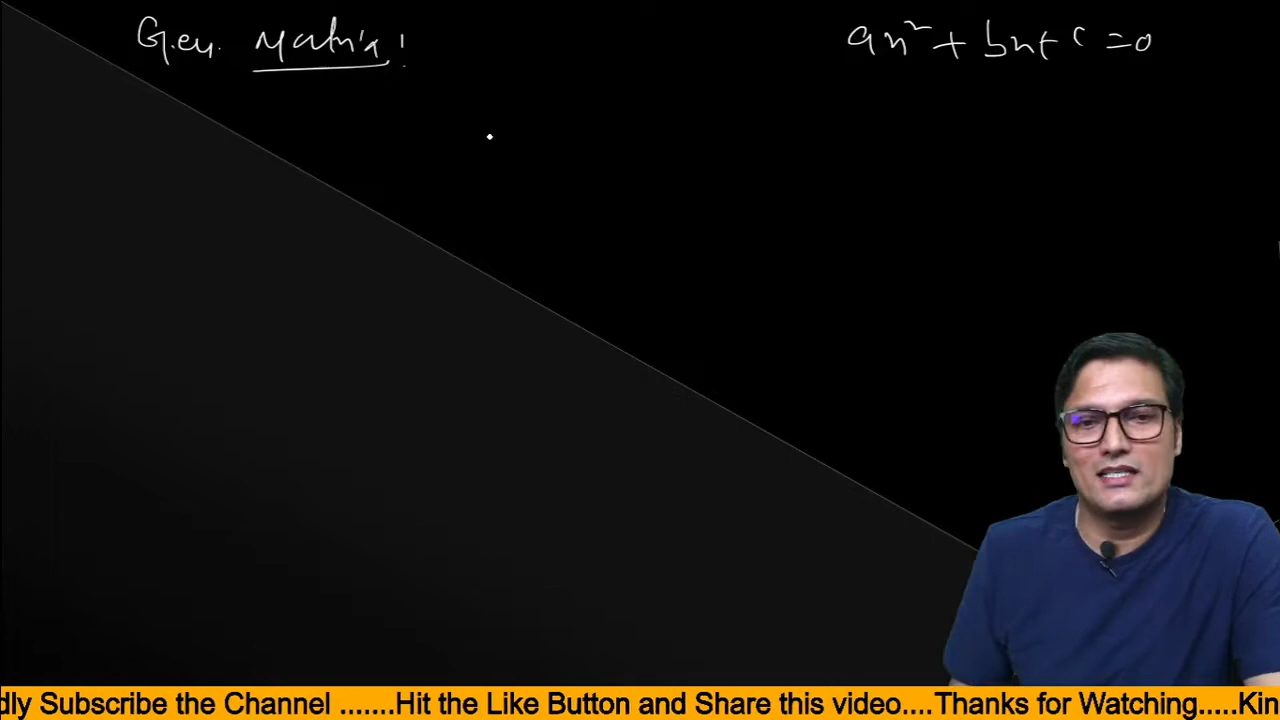 Gen. Matrix!
ax² + bx + c = 0
dly Subscribe the Channel .......Hit the Like Button and Share this video....Thanks for Watching.....Kin